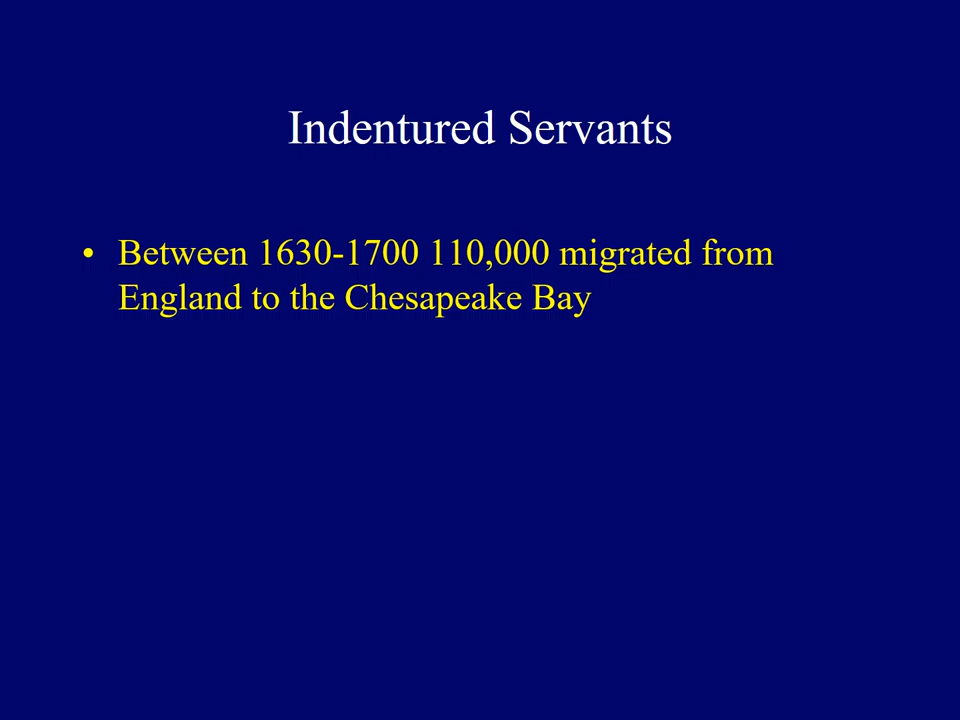 Indentured Servants
• Between 1630-1700 110,000 migrated from
England to the Chesapeake Bay